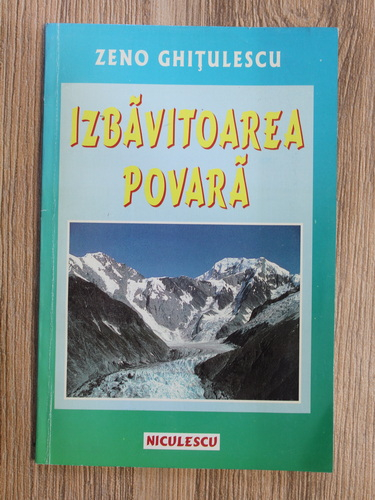 ZENO GHIŢULESCU
IZBĂVITOAREA
POVARĂ
NICULESCU